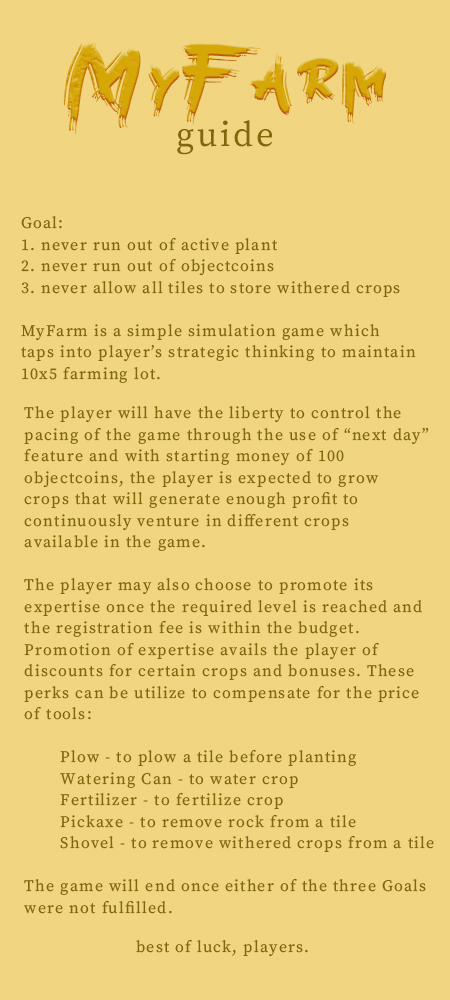 MyFarm
guide
Goal:
1. never run out of active plant
2. never run out of objectcoins
3. never allow all tiles to store withered crops
MyFarm is a simple simulation game which
taps into player’s strategic thinking to maintain
10x5 farming lot.
The player will have the liberty to control the
pacing of the game through the use of “next day”
feature and with starting money of 100
objectcoins, the player is expected to grow
crops that will generate enough profit to
continuously venture in different crops
available in the game.
The player may also choose to promote its
expertise once the required level is reached and
the registration fee is within the budget.
Promotion of expertise avails the player of
discounts for certain crops and bonuses. These
perks can be utilize to compensate for the price
of tools:
Plow - to plow a tile before planting
Watering Can - to water crop
Fertilizer - to fertilize crop
Pickaxe - to remove rock from a tile
Shovel - to remove withered crops from a tile
The game will end once either of the three Goals
were not fulfilled.
best of luck, players.